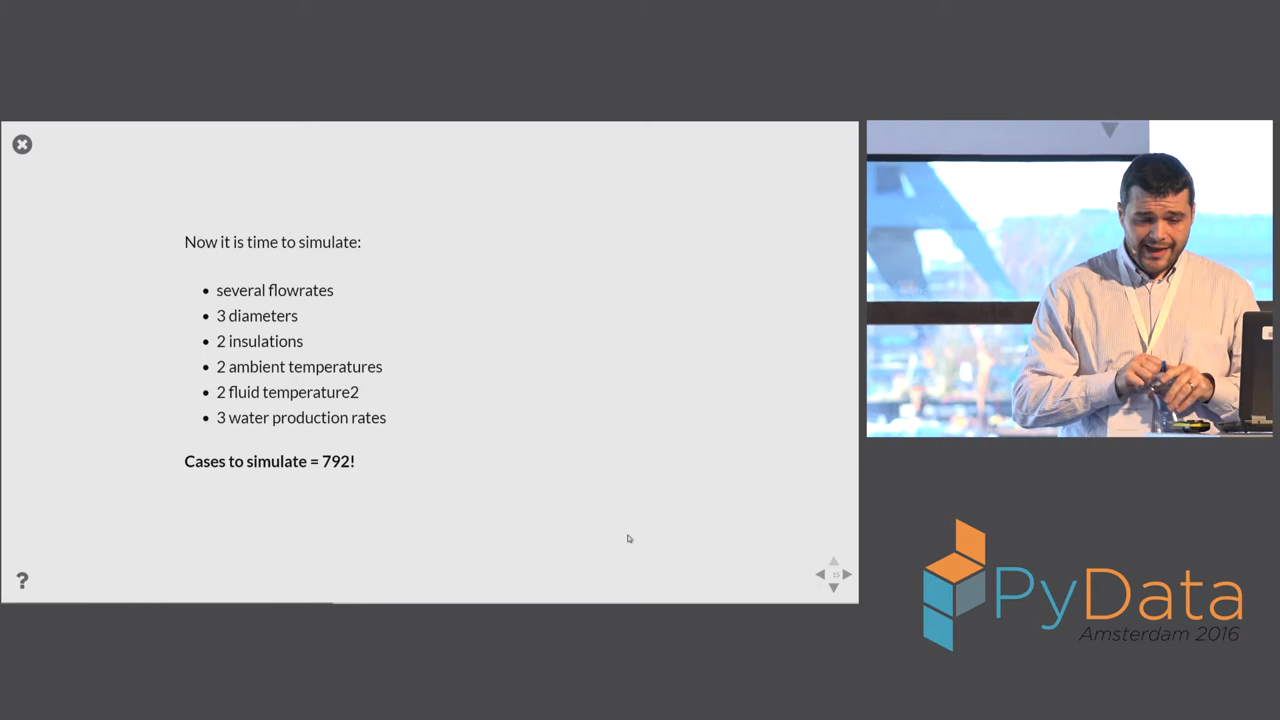 Now it is time to simulate:
• several flowrates
• 3 diameters
• 2 insulations
• 2 ambient temperatures
• 2 fluid temperature2
• 3 water production rates
Cases to simulate = 792!
?
15
PyData
Amsterdam 2016